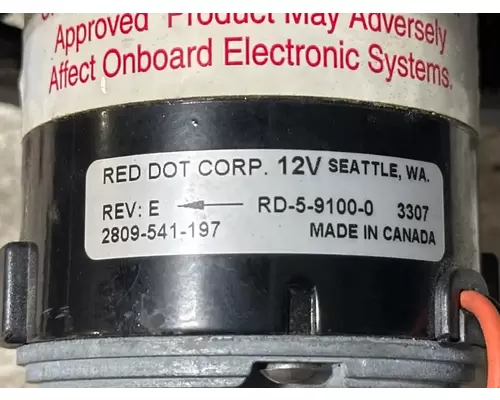 Approved Product May Adversely
Affect Onboard Electronic Systems.
RED DOT CORP. 12V SEATTLE, WA.
REV: E RD-5-9100-0 3307
2809-541-197 MADE IN CANADA